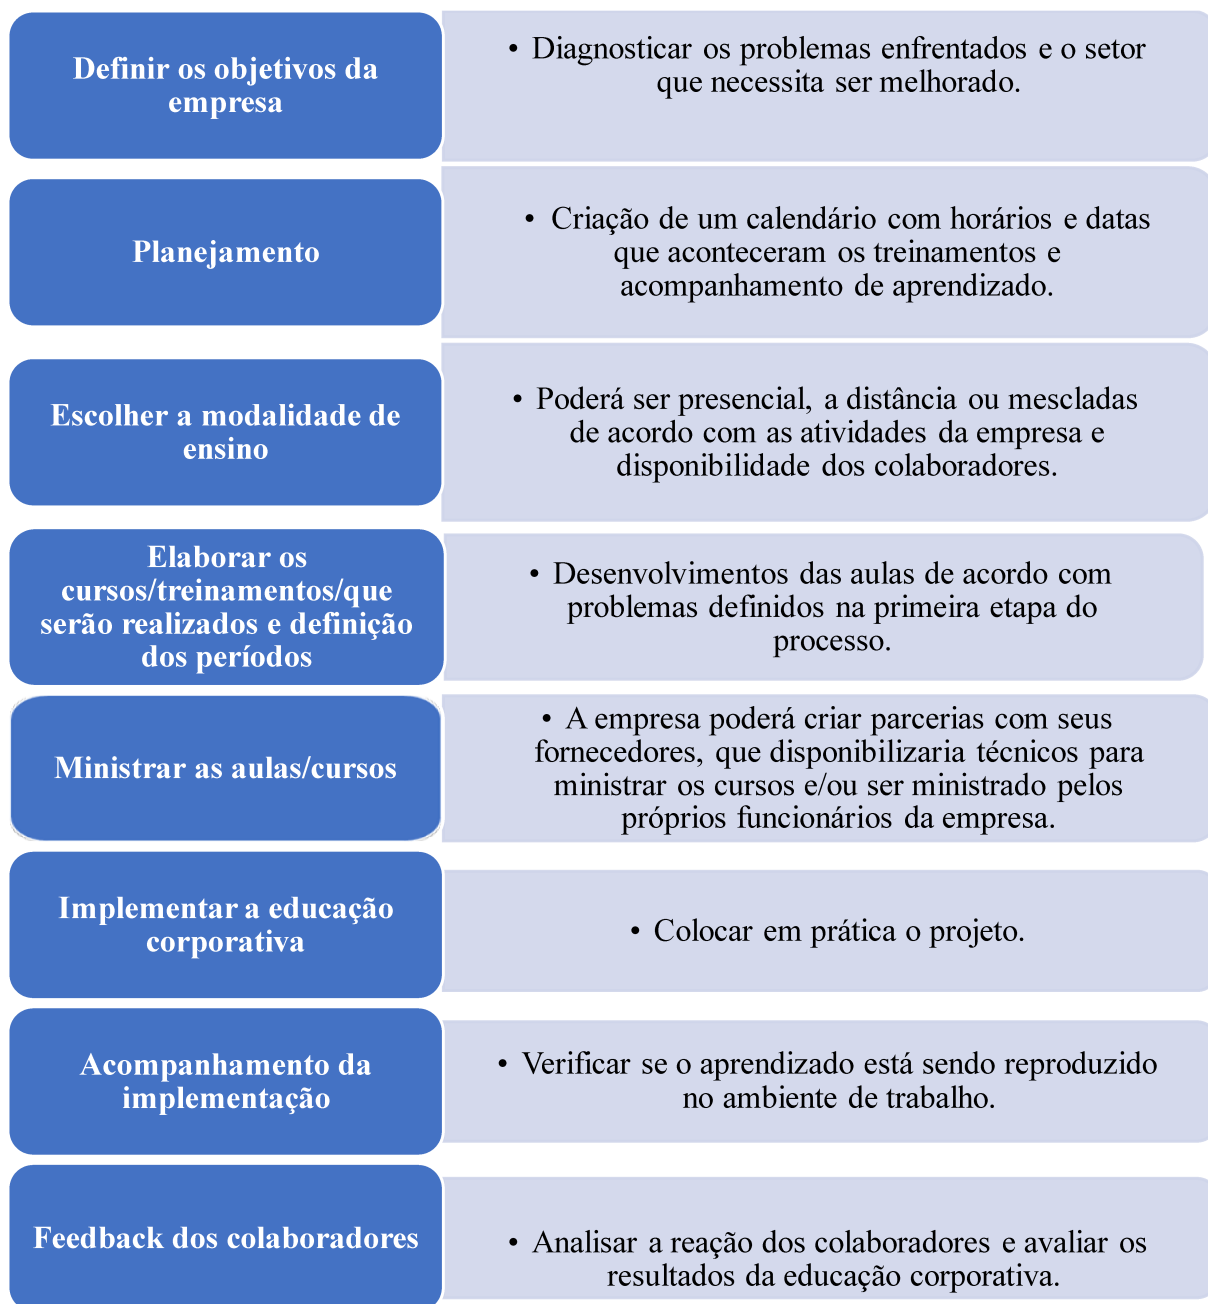 Definir os objetivos da
empresa
• Diagnosticar os problemas enfrentados e o setor
que necessita ser melhorado.
Planejamento
• Criação de um calendário com horários e datas
que aconteceram os treinamentos e
acompanhamento de aprendizado.
Escolher a modalidade de
ensino
• Poderá ser presencial, a distância ou mescladas
de acordo com as atividades da empresa e
disponibilidade dos colaboradores.
Elaborar os
cursos/treinamentos/que
serão realizados e definição
dos períodos
• Desenvolvimentos das aulas de acordo com
problemas definidos na primeira etapa do
processo.
Ministrar as aulas/cursos
• A empresa poderá criar parcerias com seus
fornecedores, que disponibilizaria técnicos para
ministrar os cursos e/ou ser ministrado pelos
próprios funcionários da empresa.
Implementar a educação
corporativa
• Colocar em prática o projeto.
Acompanhamento da
implementação
• Verificar se o aprendizado está sendo reproduzido
no ambiente de trabalho.
Feedback dos colaboradores
• Analisar a reação dos colaboradores e avaliar os
resultados da educação corporativa.